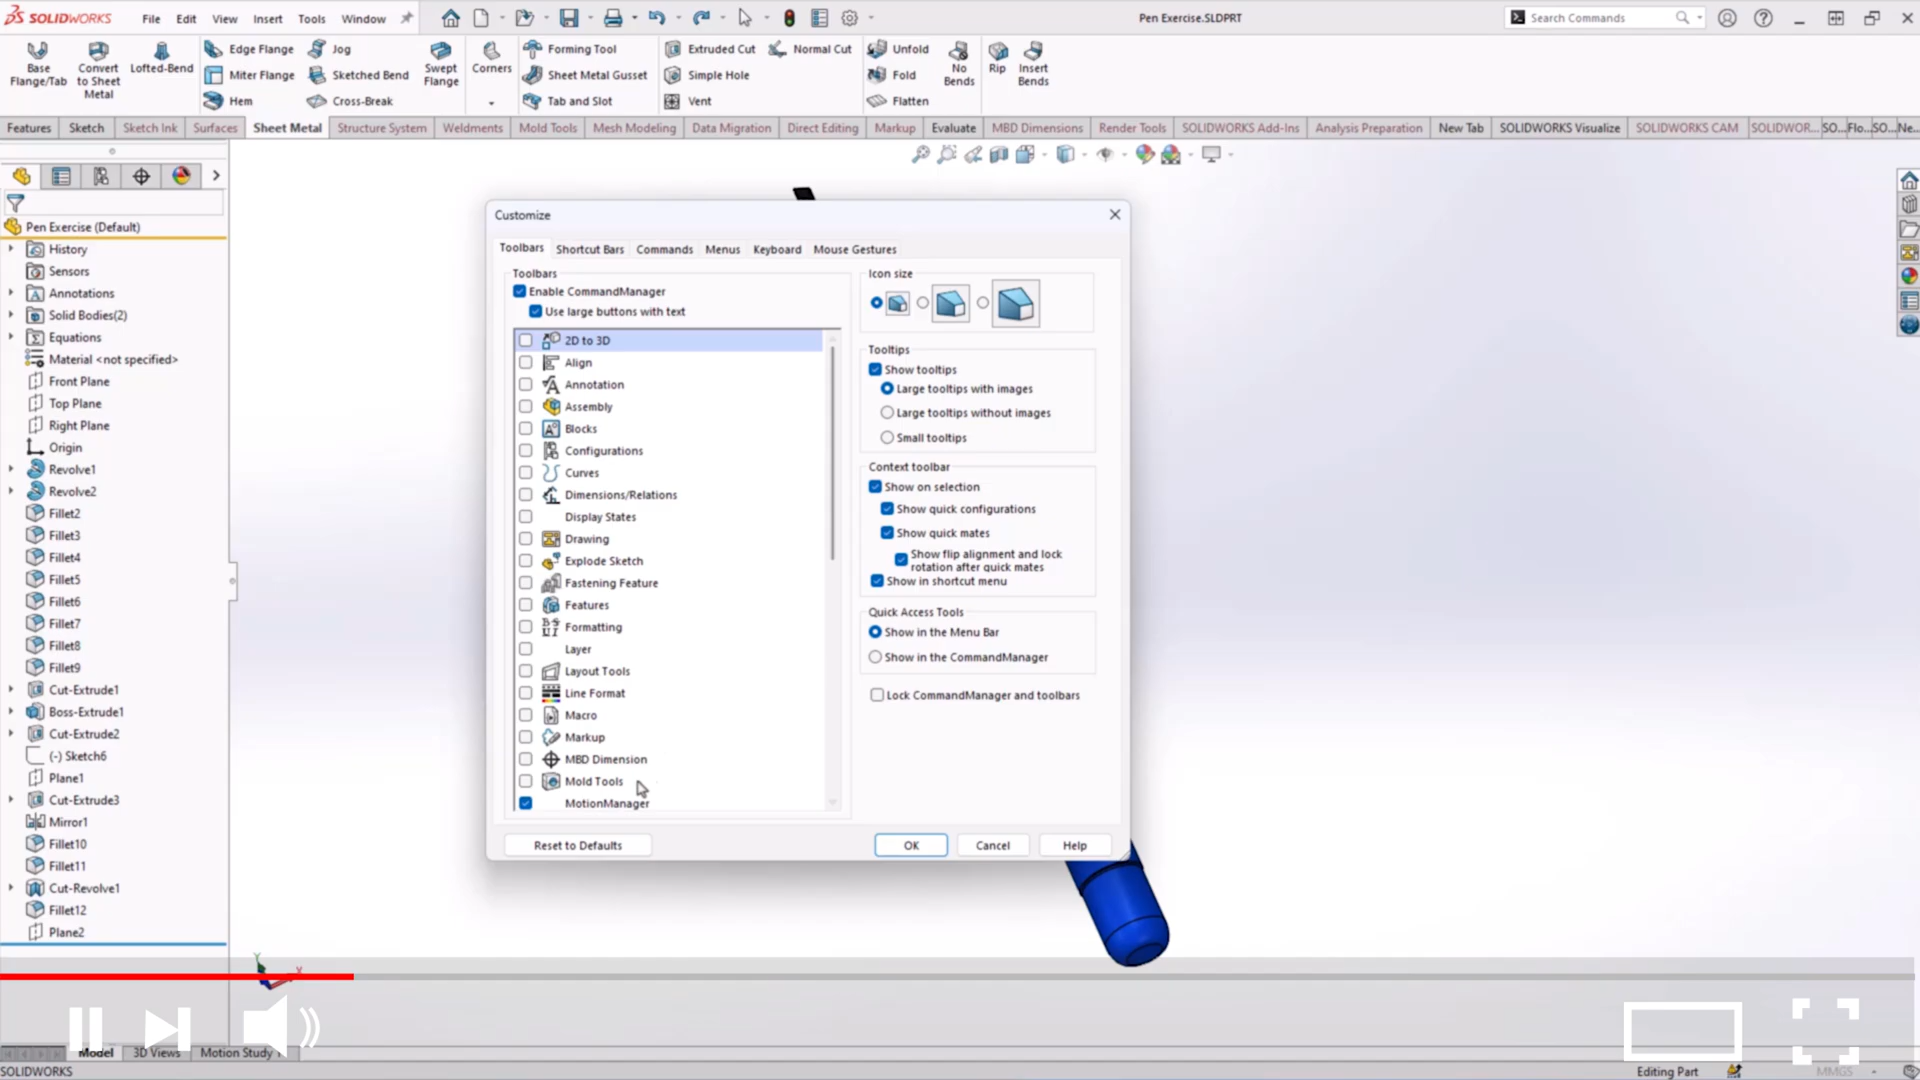 SOLIDWORKS File Edit View Insert Tools Window Pen Exercise.SLDPRT Search Commands
Base Flange/Tab
Convert to Sheet Metal
Lofted-Bend
Edge Flange
Miter Flange
Hem
Jog
Sketched Bend
Cross-Break
Swept Flange
Corners
Forming Tool
Sheet Metal Gusset
Tab and Slot
Extruded Cut
Simple Hole
Vent
Normal Cut
Unfold
Fold
Flatten
No Bends
Rip
Insert Bends
Features Sketch Sketch Ink Surfaces Sheet Metal Structure System Weldments Mold Tools Mesh Modeling Data Migration Direct Editing Markup Evaluate MBD Dimensions Render Tools SOLIDWORKS Add-Ins Analysis Preparation New Tab SOLIDWORKS Visualize SOLIDWORKS CAM SOLIDWOR... SO... Flo... SO... Ne...
Pen Exercise (Default)
History
Sensors
Annotations
Solid Bodies(2)
Equations
Material <not specified>
Front Plane
Top Plane
Right Plane
Origin
Revolve1
Revolve2
Fillet2
Fillet3
Fillet4
Fillet5
Fillet6
Fillet7
Fillet8
Fillet9
Cut-Extrude1
Boss-Extrude1
Cut-Extrude2
(-) Sketch6
Plane1
Cut-Extrude3
Mirror1
Fillet10
Fillet11
Cut-Revolve1
Fillet12
Plane2
Customize
Toolbars Shortcut Bars Commands Menus Keyboard Mouse Gestures
Toolbars
Enable CommandManager
Use large buttons with text
2D to 3D
Align
Annotation
Assembly
Blocks
Configurations
Curves
Dimensions/Relations
Display States
Drawing
Explode Sketch
Fastening Feature
Features
Formatting
Layer
Layout Tools
Line Format
Macro
Markup
MBD Dimension
Mold Tools
MotionManager
Icon size
Tooltips
Show tooltips
Large tooltips with images
Large tooltips without images
Small tooltips
Context toolbar
Show on selection
Show quick configurations
Show quick mates
Show flip alignment and lock
rotation after quick mates
Show in shortcut menu
Quick Access Tools
Show in the Menu Bar
Show in the CommandManager
Lock CommandManager and toolbars
Reset to Defaults OK Cancel Help
Y
X
Model 3D Views Motion Study 1
SOLIDWORKS Editing Part MMGS